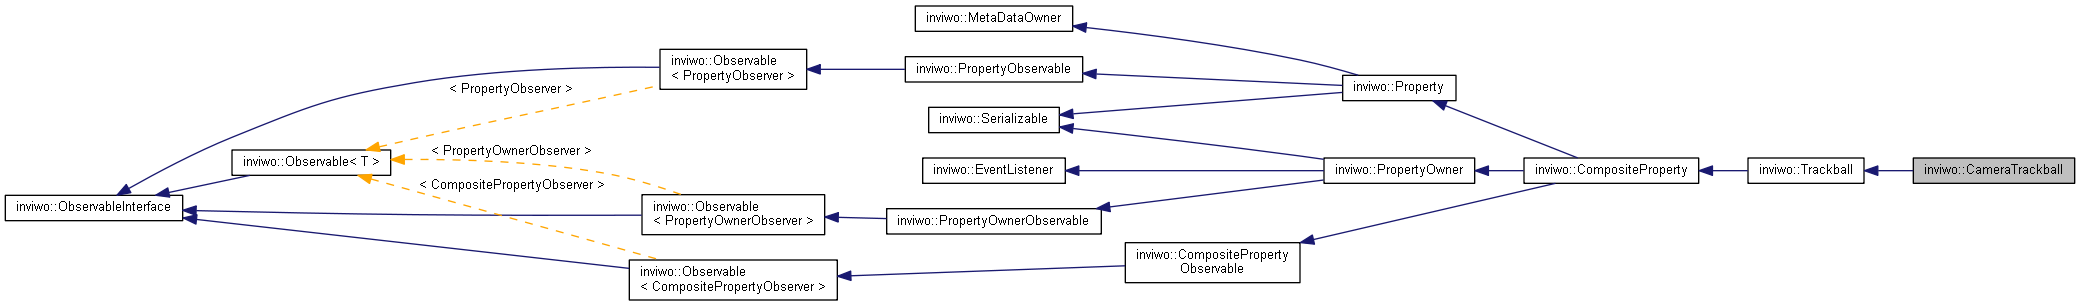 inviwo::MetaDataOwner
inviwo::Observable
< PropertyObserver >
inviwo::PropertyObservable
inviwo::Property
< PropertyObserver >
inviwo::Serializable
< PropertyOwnerObserver >
inviwo::Observable< T >
inviwo::EventListener
inviwo::PropertyOwner
inviwo::CompositeProperty
inviwo::Trackball
inviwo::CameraTrackball
< CompositePropertyObserver >
inviwo::ObservableInterface
inviwo::Observable
< PropertyOwnerObserver >
inviwo::PropertyOwnerObservable
inviwo::CompositeProperty
Observable
inviwo::Observable
< CompositePropertyObserver >